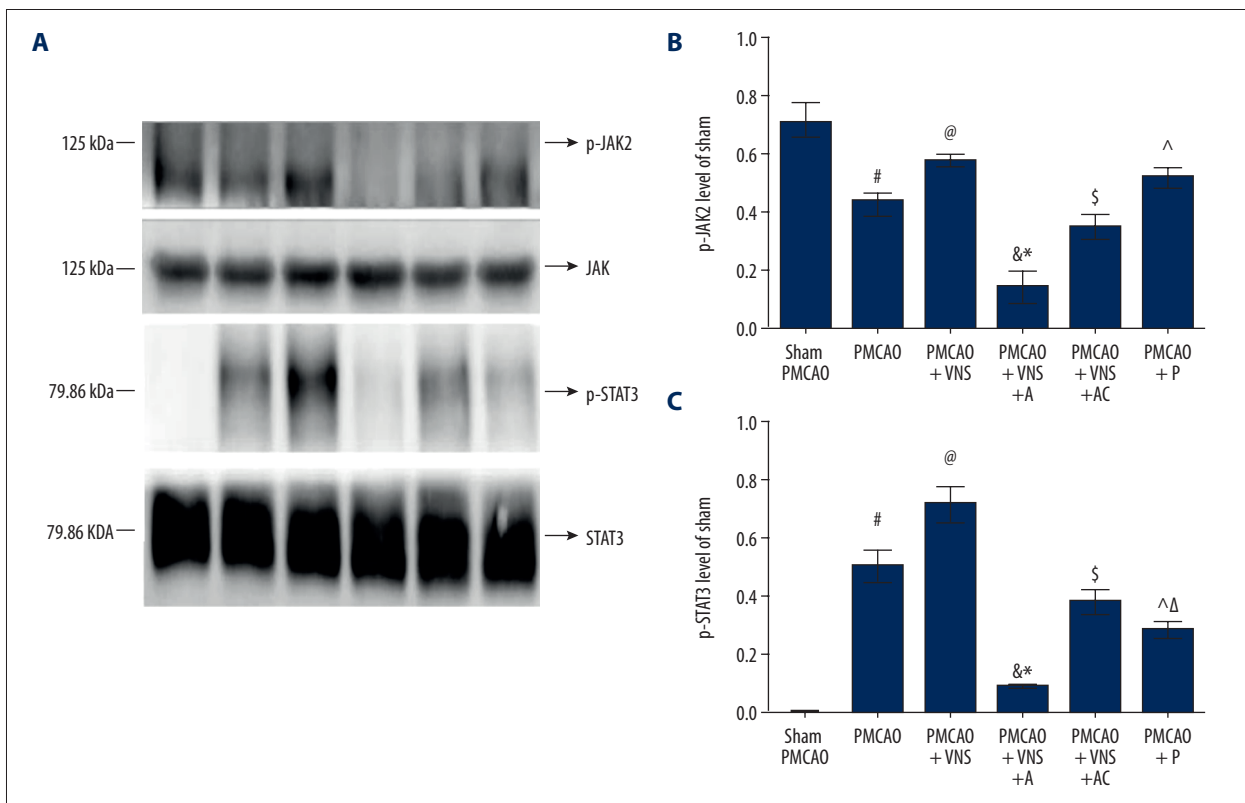 A
125 kDa
p-JAK2
125 kDa
JAK
79.86 kDa
p-STAT3
79.86 KDA
STAT3
B
p-JAK2 level of sham
1.0
0.8
0.6
0.4
0.2
0.0
#
@
&*
$
^
Sham PMCAO
PMCAO
PMCAO + VNS
PMCAO + VNS +A
PMCAO + VNS +AC
PMCAO + P
C
p-STAT3 level of sham
1.0
0.8
0.6
0.4
0.2
0.0
#
@
&*
$
^Δ
Sham PMCAO
PMCAO
PMCAO + VNS
PMCAO + VNS +A
PMCAO + VNS +AC
PMCAO + P